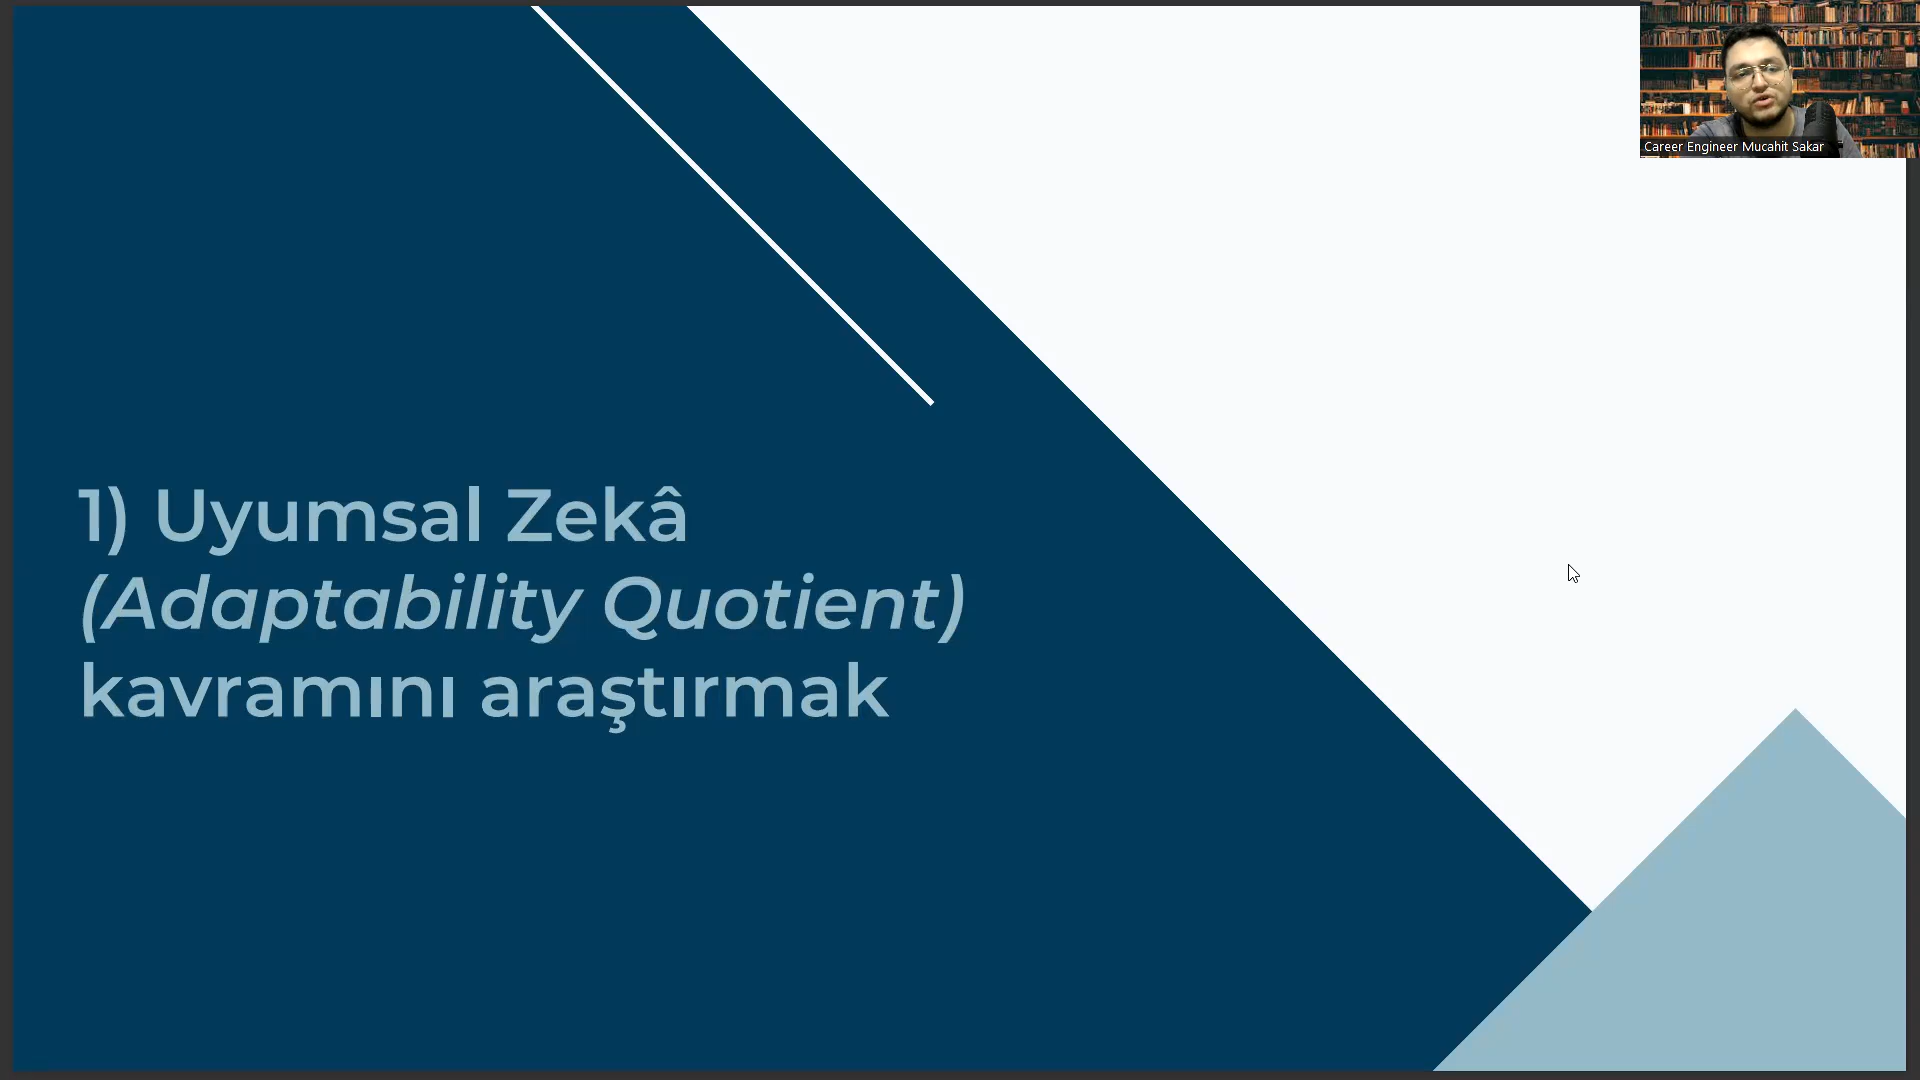 Career Engineer Mucahit Sakar
1) Uyumsal Zekâ
(Adaptability Quotient)
kavramını araştırmak